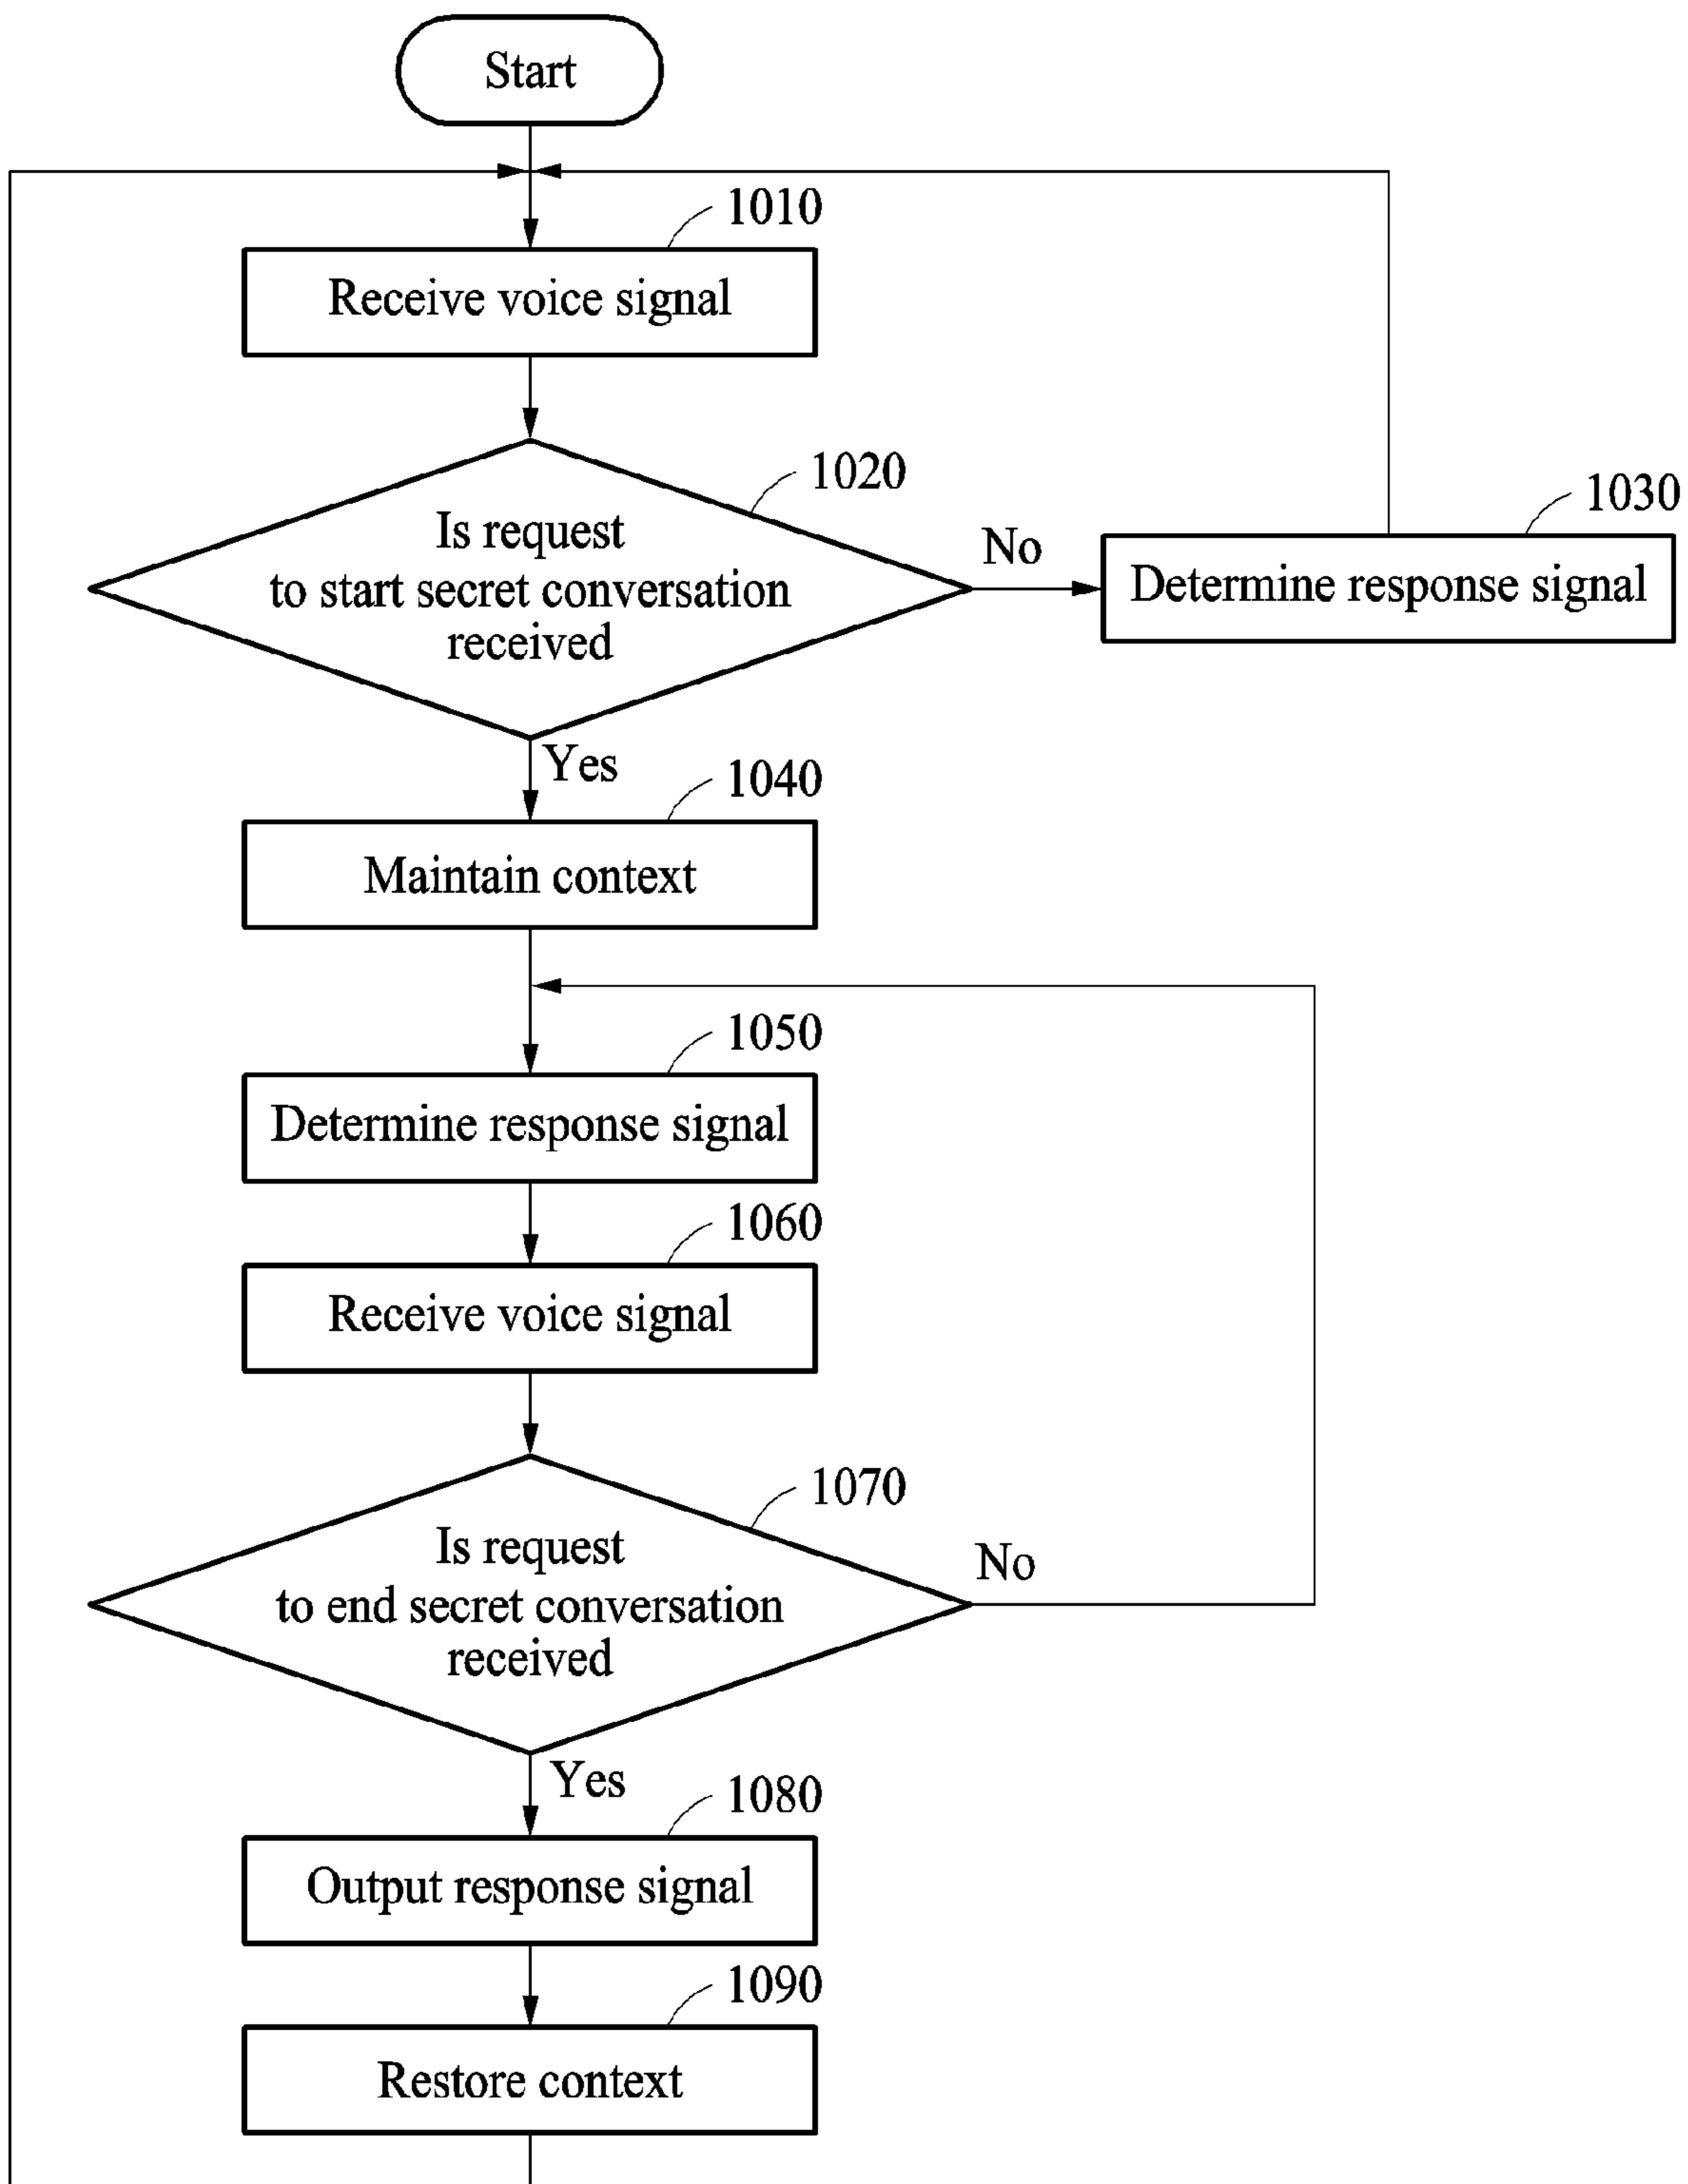 Start
1010
Receive voice signal
1020
Is request
to start secret conversation
received
No
1030
Determine response signal
Yes
1040
Maintain context
1050
Determine response signal
1060
Receive voice signal
1070
Is request
to end secret conversation
received
No
Yes
1080
Output response signal
1090
Restore context